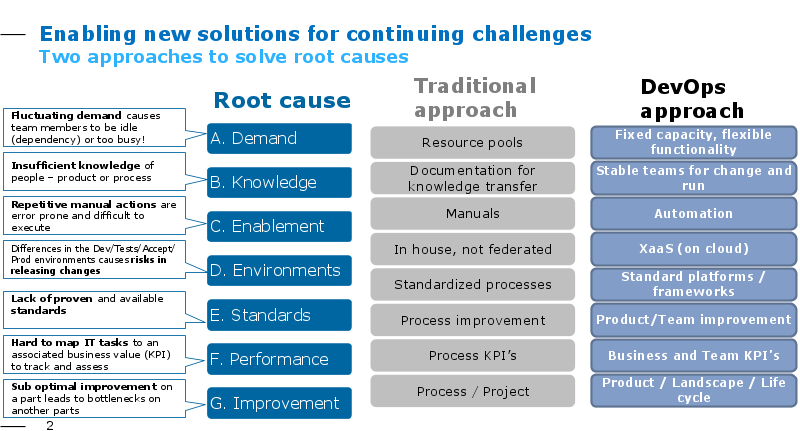 Enabling new solutions for continuing challenges
Two approaches to solve root causes
Root cause
Traditional
approach
DevOps
approach
Fluctuating demand causes
team members to be idle
(dependency) or too busy!
A. Demand
Resource pools
Fixed capacity, flexible
functionality
Insufficient knowledge of
people – product or process
B. Knowledge
Documentation for
knowledge transfer
Stable teams for change and
run
Repetitive manual actions are
error prone and difficult to
execute
C. Enablement
Manuals
Automation
Differences in the Dev/Tests/Accept/
Prod environments causes risks in
releasing changes
D. Environments
In house, not federated
XaaS (on cloud)
Standardized processes
Standard platforms /
frameworks
Lack of proven and available
standards
E. Standards
Process improvement
Product/Team improvement
Hard to map IT tasks to an
associated business value (KPI)
to track and assess
F. Performance
Process KPI's
Business and Team KPI's
Sub optimal improvement on
a part leads to bottlenecks on
another parts
G. Improvement
Process / Project
Product / Landscape / Life
cycle
2